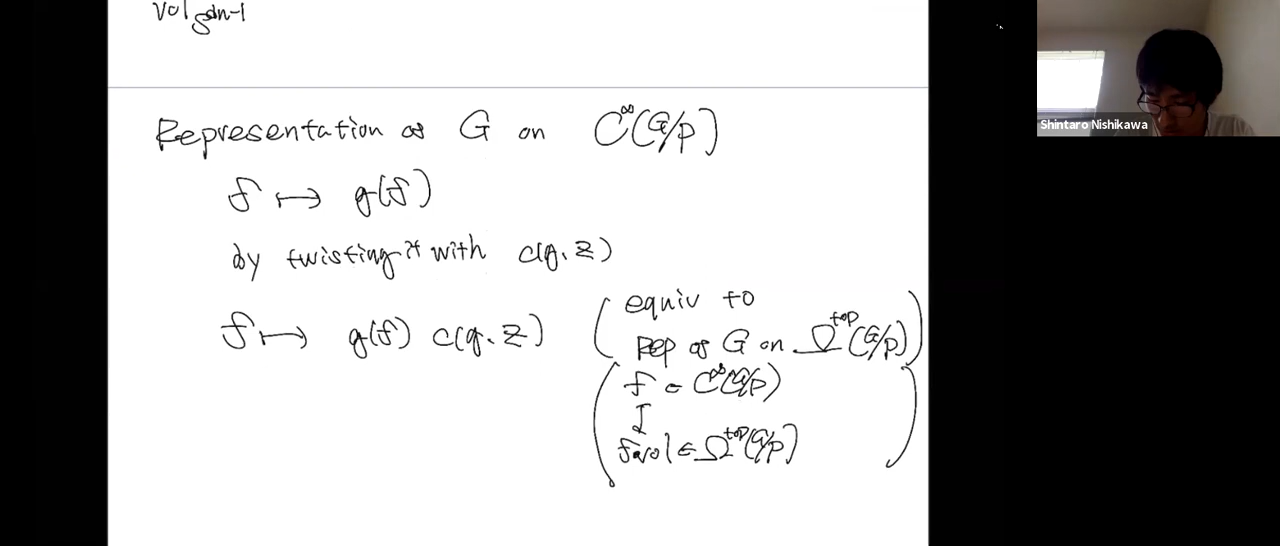 vol S^{dn-1}
Representation of G on C^∞(G/P)
f ↦ g(f)
by twisting it with c(g, z)
f ↦ g(f) c(g, z)
( equiv to
rep of G on Ω^{top}(G/P) )
( f ∈ C^∞(G/P)
↧
f·vol ∈ Ω^{top}(G/P) )
Shintaro Nishikawa